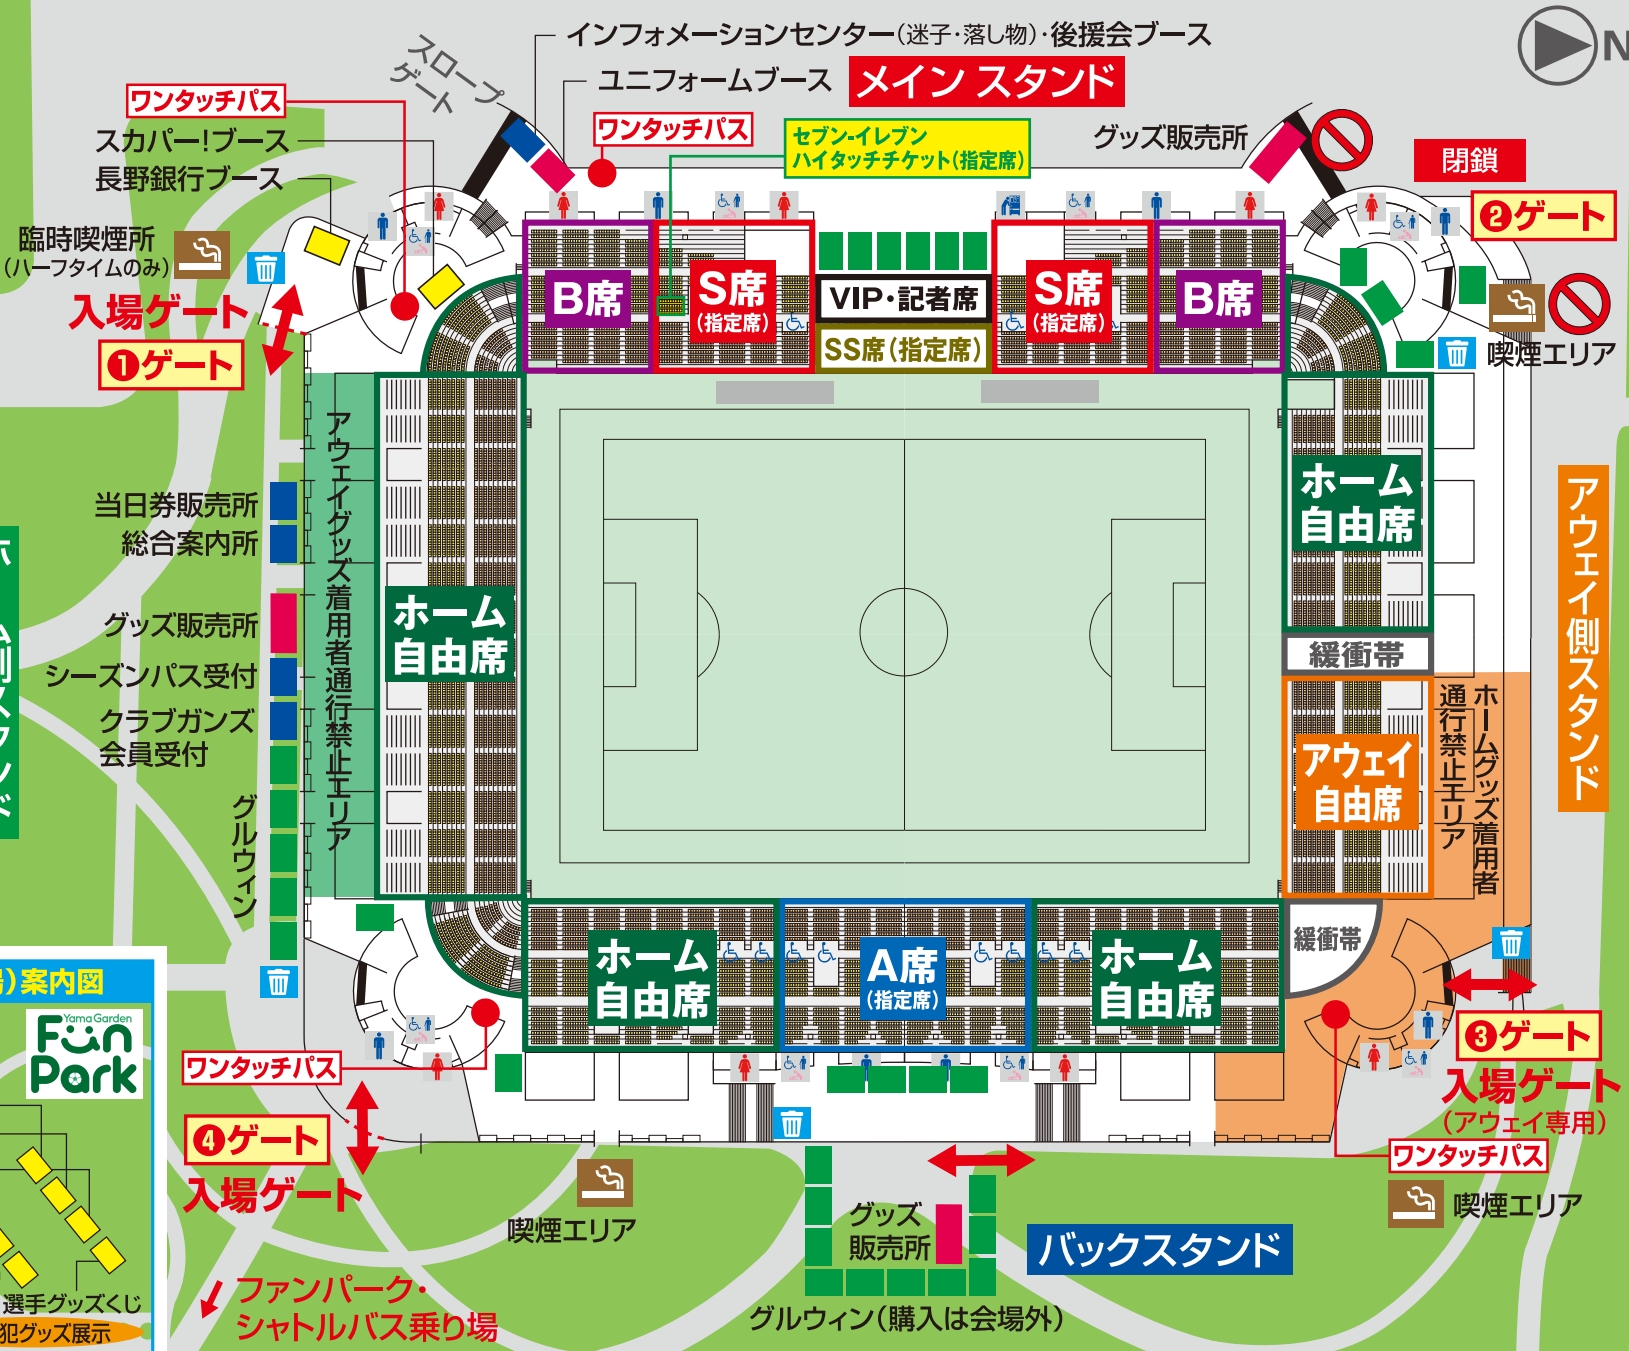 インフォメーションセンター(迷子・落し物)・後援会ブース
N
スロープ
ゲート
ユニフォームブース
メイン スタンド
ワンタッチパス
ワンタッチパス
セブン-イレブン
ハイタッチチケット(指定席)
グッズ販売所
スカパー!ブース
長野銀行ブース
閉鎖
❷ゲート
臨時喫煙所
(ハーフタイムのみ)
入場ゲート
❶ゲート
喫煙エリア
B席
S席
(指定席)
VIP・記者席
SS席(指定席)
S席
(指定席)
B席
アウェイグッズ着用者通行禁止エリア
当日券販売所
総合案内所
グッズ販売所
シーズンパス受付
クラブガンズ
会員受付
グルウィン
ホーム
自由席
ホーム
自由席
緩衝帯
アウェイ
自由席
ホームグッズ着用者
通行禁止エリア
アウェイ側スタンド
ホーム
自由席
A席
(指定席)
ホーム
自由席
緩衝帯
)案内図
Yama Garden
Fun
Park
ワンタッチパス
❹ゲート
入場ゲート
❸ゲート
入場ゲート
(アウェイ専用)
ワンタッチパス
喫煙エリア
喫煙エリア
グッズ
販売所
バックスタンド
グルウィン(購入は会場外)
選手グッズくじ
犯グッズ展示
ファンパーク・
シャトルバス乗り場